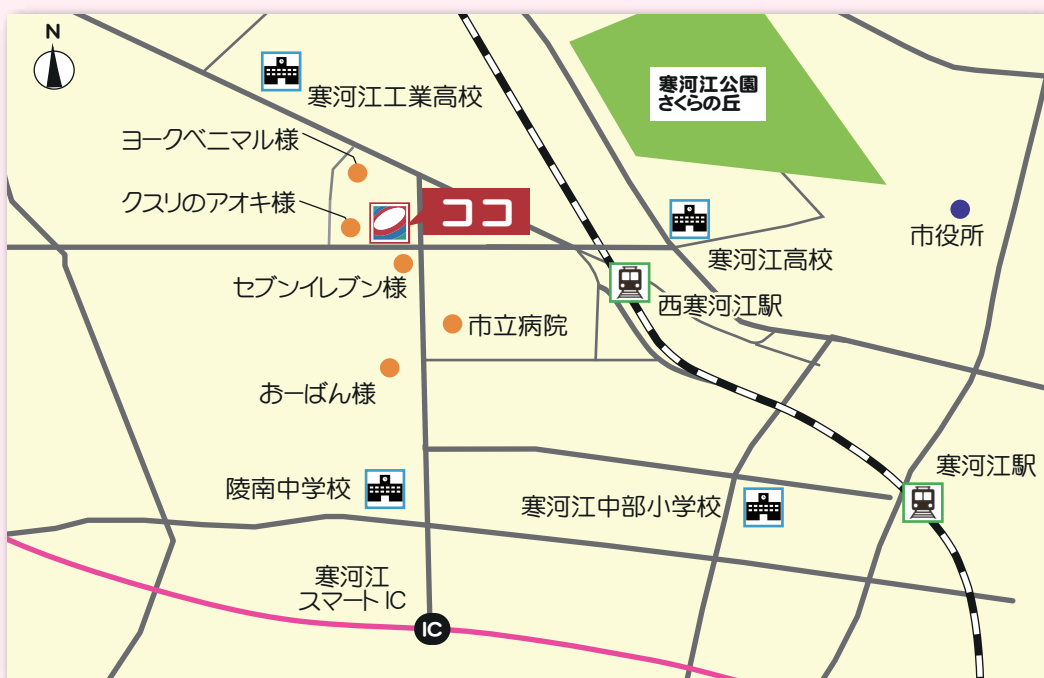 N
寒河江工業高校
寒河江公園
さくらの丘
ヨークベニマル様
クスリのアオキ様
ココ
市役所
寒河江高校
セブンイレブン様
西寒河江駅
市立病院
おーばん様
寒河江駅
陵南中学校
寒河江中部小学校
寒河江
スマートIC
IC